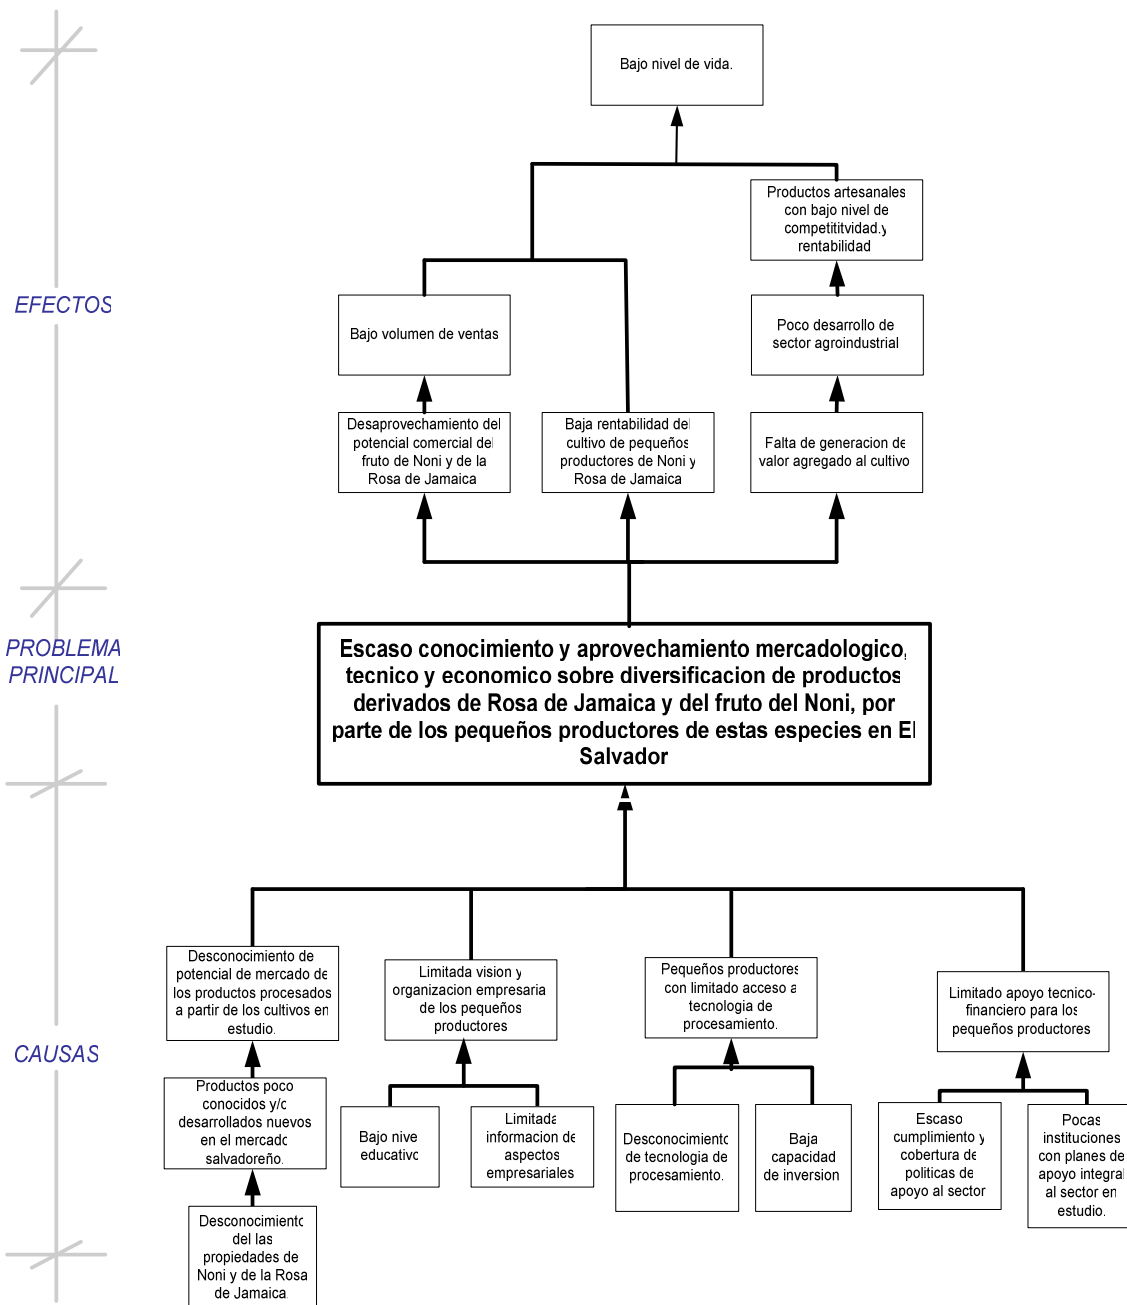 Bajo nivel de vida.
Productos artesanales
con bajo nivel de
competititvidad.y
rentabilidad
EFECTOS
Bajo volumen de ventas
Poco desarrollo de
sector agroindustrial
Desaprovechamiento del
potencial comercial del
fruto de Noni y de la
Rosa de Jamaica
Baja rentabilidad del
cultivo de pequeños
productores de Noni y
Rosa de Jamaica
Falta de generacion de
valor agregado al cultivo
PROBLEMA
PRINCIPAL
Escaso conocimiento y aprovechamiento mercadologico,
tecnico y economico sobre diversificacion de productos
derivados de Rosa de Jamaica y del fruto del Noni, por
parte de los pequeños productores de estas especies en El
Salvador
Desconocimiento de
potencial de mercado de
los productos procesados
a partir de los cultivos en
estudio.
Limitada vision y
organizacion empresaria
de los pequeños
productores
Pequeños productores
con limitado acceso a
tecnologia de
procesamiento.
Limitado apoyo tecnico-
financiero para los
pequeños productores
CAUSAS
Productos poco
conocidos y/o
desarrollados nuevos
en el mercado
salvadoreño.
Bajo nive
educativo
Limitada
informacion de
aspectos
empresariales
Desconocimiento
de tecnologia de
procesamiento.
Baja
capacidad
de inversion
Escaso
cumplimiento y
cobertura de
politicas de
apoyo al sector
Pocas
instituciones
con planes de
apoyo integral
al sector en
estudio.
Desconocimiento
del las
propiedades de
Noni y de la Rosa
de Jamaica